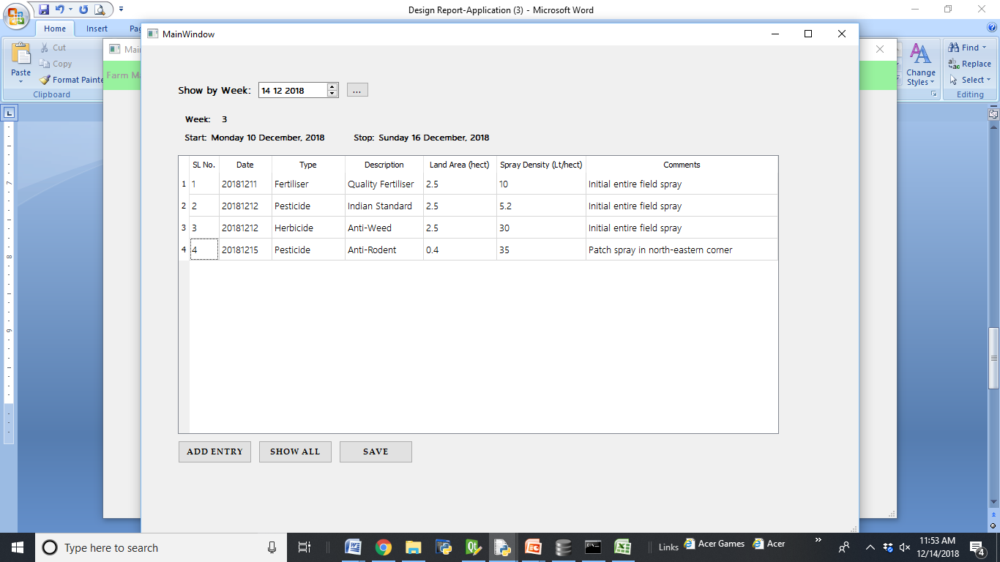 Design Report-Application (3) - Microsoft Word
Home Insert Pag
Cut
Copy
Format Painte
Paste
Clipboard
Change Styles
Find
Replace
Select
Editing
Mai
Farm Ma
MainWindow
Show by Week: 14 12 2018 ...
Week: 3
Start: Monday 10 December, 2018 Stop: Sunday 16 December, 2018
SL No. Date Type Description Land Area (hect) Spray Density (Lt/hect) Comments
1 1 20181211 Fertiliser Quality Fertiliser 2.5 10 Initial entire field spray
2 2 20181212 Pesticide Indian Standard 2.5 5.2 Initial entire field spray
3 3 20181212 Herbicide Anti-Weed 2.5 30 Initial entire field spray
4 4 20181215 Pesticide Anti-Rodent 0.4 35 Patch spray in north-eastern corner
ADD ENTRY SHOW ALL SAVE
7
8
9
Type here to search
Links Acer Games Acer
11:53 AM
12/14/2018
4